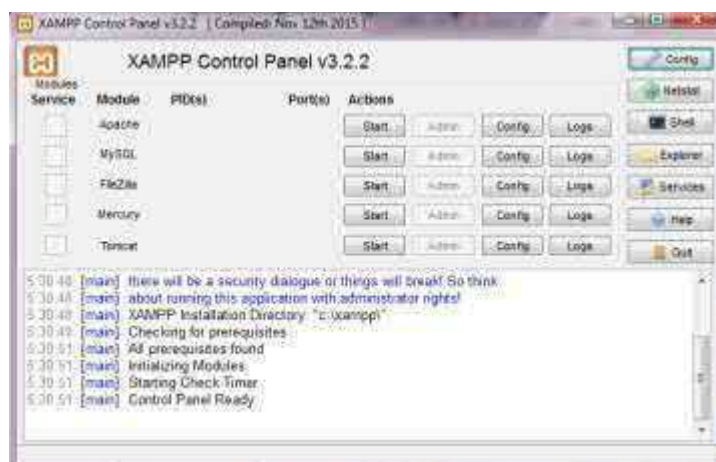 XAMPP Control Panel v3.2.2 [ Compiled: Nov 12th 2015 ]
XAMPP Control Panel v3.2.2
Config
Modules
Service Module PID(s) Port(s) Actions
Netstat
Apache Start Admin Config Logs
Shell
MySQL Start Admin Config Logs
Explorer
FileZilla Start Admin Config Logs
Services
Mercury Start Admin Config Logs
Help
Tomcat Start Admin Config Logs
Quit
5:30:48 [main] there will be a security dialogue or things will break! So think
5:30:48 [main] about running this application with administrator rights!
5:30:48 [main] XAMPP Installation Directory: "c:\xampp\"
5:30:49 [main] Checking for prerequisites
5:30:51 [main] All prerequisites found
5:30:51 [main] Initializing Modules
5:30:51 [main] Starting Check Timer
5:30:51 [main] Control Panel Ready